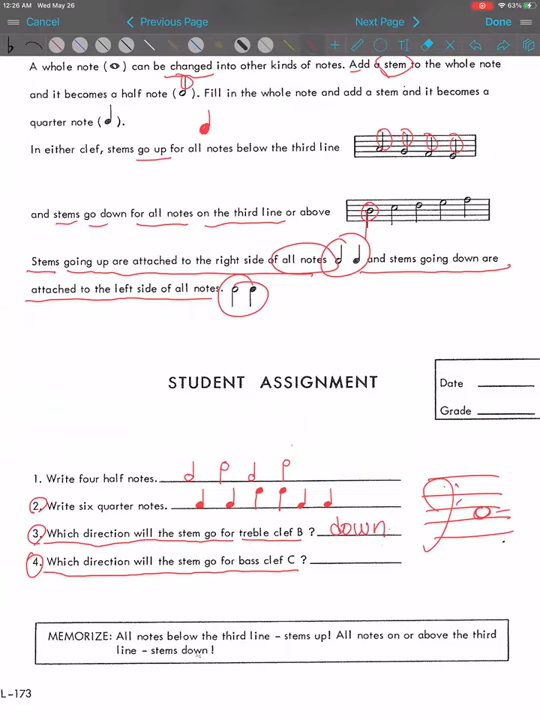 12:26 AM Wed May 26
63%
Cancel
Previous Page
Next Page
Done
A whole note ( ) can be changed into other kinds of notes. Add a stem to the whole note
and it becomes a half note ( ). Fill in the whole note and add a stem and it becomes a
quarter note ( ).
In either clef, stems go up for all notes below the third line
and stems go down for all notes on the third line or above
Stems going up are attached to the right side of all notes and stems going down are
attached to the left side of all notes.
STUDENT ASSIGNMENT
Date
Grade
1. Write four half notes.
2. Write six quarter notes.
3. Which direction will the stem go for treble clef B ? down
4. Which direction will the stem go for bass clef C ?
MEMORIZE: All notes below the third line - stems up! All notes on or above the third
line - stems down !
L-173